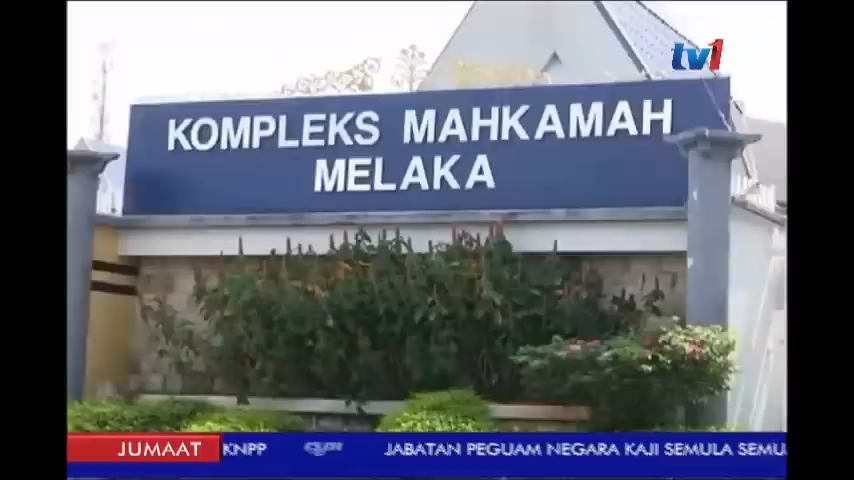 tv1
KOMPLEKS MAHKAMAH
MELAKA
JUMAAT
KNPP
JABATAN PEGUAM NEGARA KAJI SEMULA SEMU